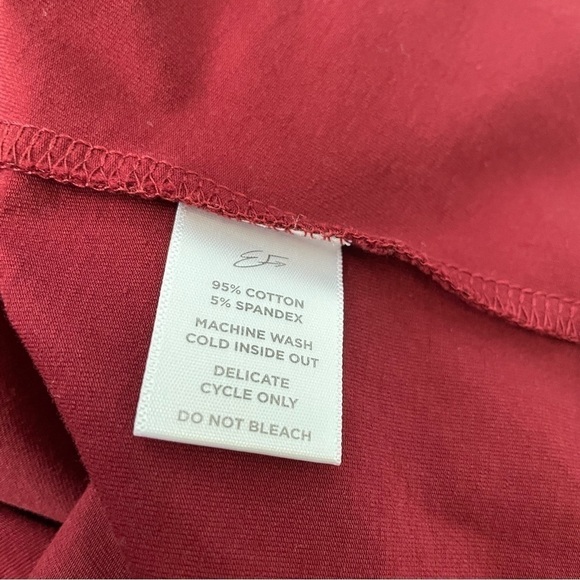 95% COTTON
5% SPANDEX
MACHINE WASH
COLD INSIDE OUT
DELICATE
CYCLE ONLY
DO NOT BLEACH